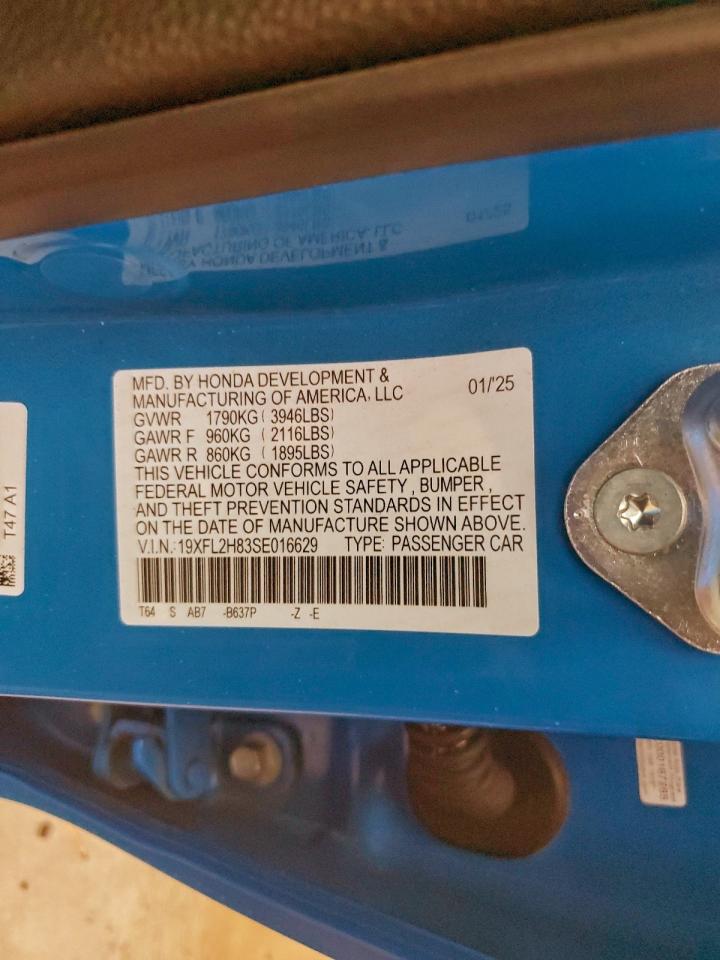 MFD. BY HONDA DEVELOPMENT &
MANUFACTURING OF AMERICA, LLC 01/'25
GVWR 1790KG ( 3946LBS)
GAWR F 960KG ( 2116LBS)
GAWR R 860KG ( 1895LBS)
THIS VEHICLE CONFORMS TO ALL APPLICABLE
FEDERAL MOTOR VEHICLE SAFETY , BUMPER ,
AND THEFT PREVENTION STANDARDS IN EFFECT
ON THE DATE OF MANUFACTURE SHOWN ABOVE.
V.I.N.: 19XFL2H83SE016629 TYPE: PASSENGER CAR
T64 S AB7 -B637P -Z -E
T47 A1